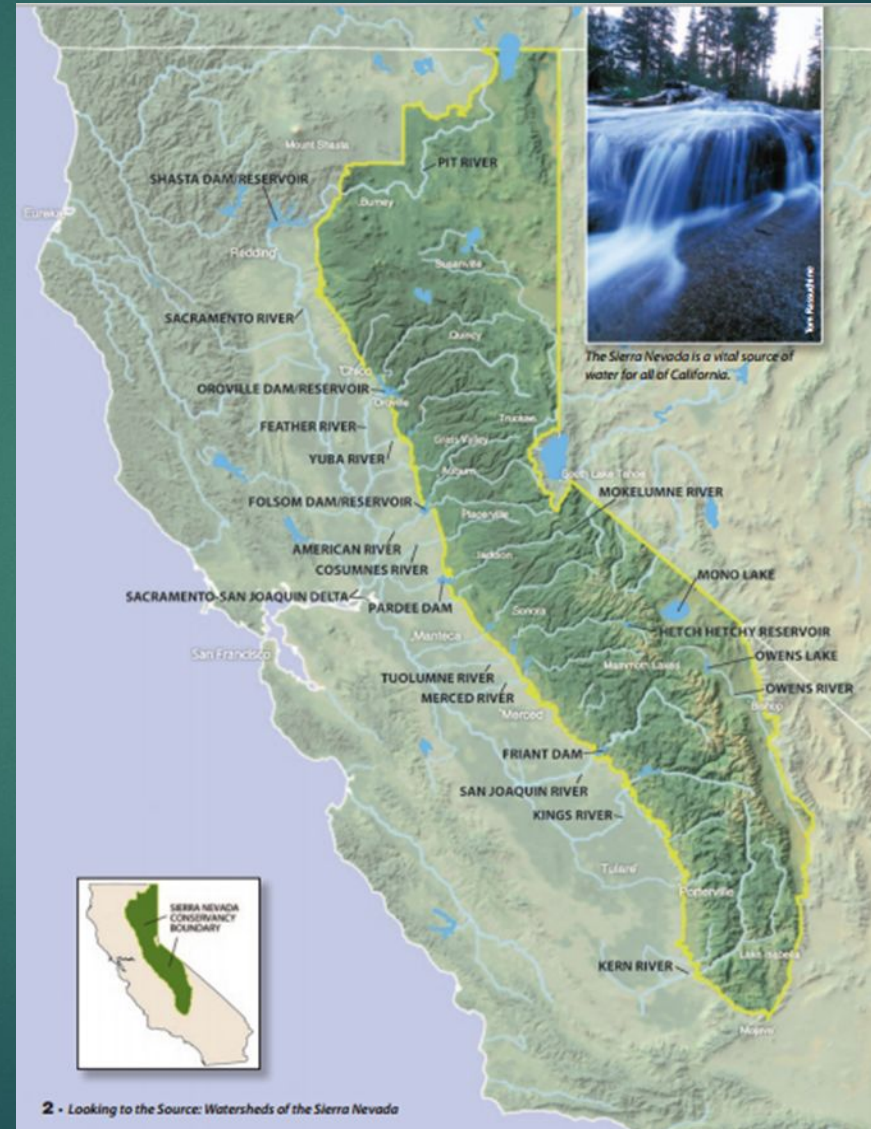 Mount Shasta
PIT RIVER
SHASTA DAM/RESERVOIR
Burney
Eureka
Redding
Susanville
SACRAMENTO RIVER
Quincy
The Sierra Nevada is a vital source of
water for all of California.
Chico
OROVILLE DAM/RESERVOIR
Oroville
Truckee
FEATHER RIVER
Grass Valley
YUBA RIVER
Auburn
South Lake Tahoe
MOKELUMNE RIVER
FOLSOM DAM/RESERVOIR
Placerville
AMERICAN RIVER
Jackson
COSUMNES RIVER
MONO LAKE
SACRAMENTO-SAN JOAQUIN DELTA
PARDEE DAM
Sonora
HETCH HETCHY RESERVOIR
Manteca
San Francisco
OWENS LAKE
Mammoth Lakes
TUOLUMNE RIVER
OWENS RIVER
MERCED RIVER
Bishop
Merced
FRIANT DAM
SAN JOAQUIN RIVER
KINGS RIVER
Tulare
Porterville
SIERRA NEVADA
CONSERVANCY
BOUNDARY
Lake Isabella
KERN RIVER
Mojave
2 • Looking to the Source: Watersheds of the Sierra Nevada